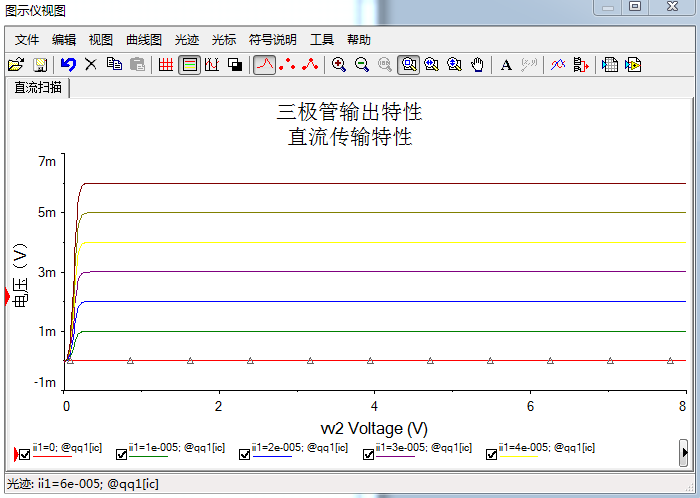 图示仪视图
文件 编辑 视图 曲线图 光迹 光标 符号说明 工具 帮助
A (x,y)
直流扫描
三极管输出特性
直流传输特性
7m
5m
3m
1m
-1m
电压（V）
0 2 4 6 8
vv2 Voltage (V)
ii1=0; @qq1[ic] ii1=1e-005; @qq1[ic] ii1=2e-005; @qq1[ic] ii1=3e-005; @qq1[ic] ii1=4e-005; @qq1[ic]
光迹: ii1=6e-005; @qq1[ic]